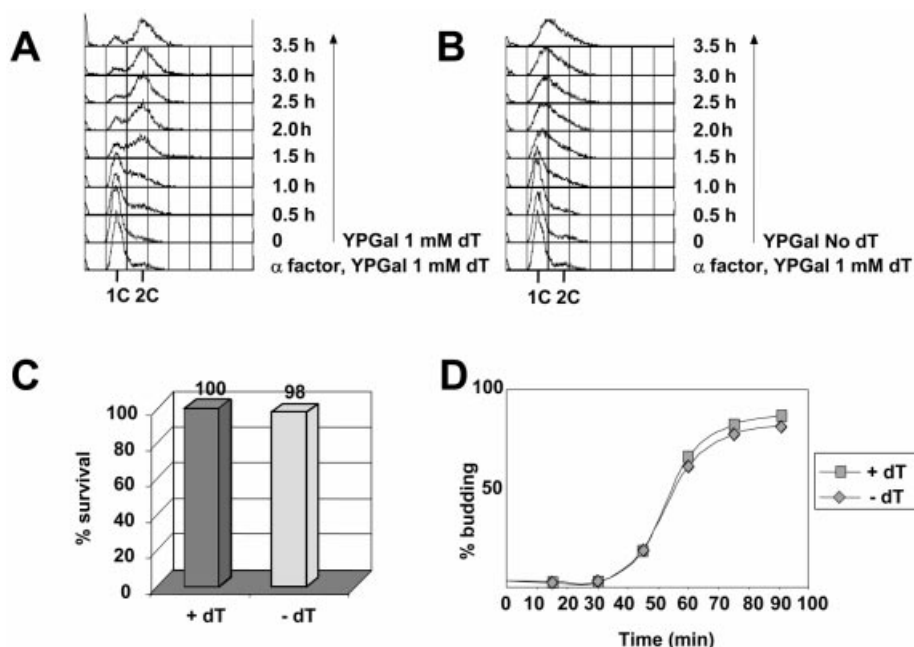 A
3.5 h
3.0 h
2.5 h
2.0 h
1.5 h
1.0 h
0.5 h
0
YPGal 1 mM dT
α factor, YPGal 1 mM dT
1C 2C
B
3.5 h
3.0 h
2.5 h
2.0 h
1.5 h
1.0 h
0.5 h
0
YPGal No dT
α factor, YPGal 1 mM dT
1C 2C
C
100 98
100
80
60
40
20
0
% survival
+ dT - dT
D
100
50
% budding
0 10 20 30 40 50 60 70 80 90 100
Time (min)
+ dT
- dT